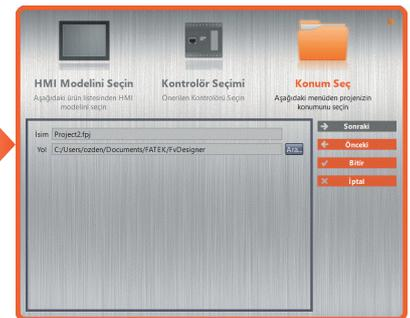 HMI Modelini Seçin
Aşağıdaki ürün listesinden HMI
modelini seçin
Kontrolör Seçimi
Önerilen Kontrolörü Seçin
Konum Seç
Aşağıdaki menüden projenizin
konumunu seçin
İsim Project2.fpj
Yol C:/Users/ozden/Documents/FATEK/FvDesigner Ara..
Sonraki
Önceki
Bitir
İptal